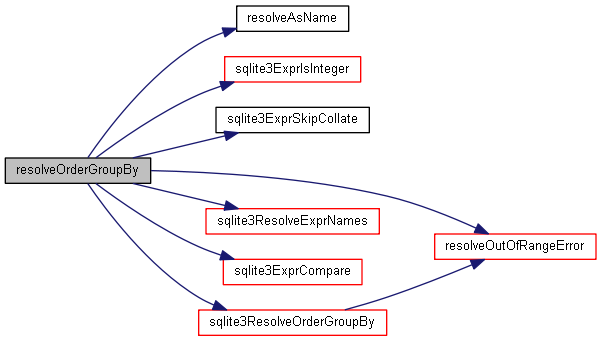 resolveAsName
sqlite3ExprIsInteger
sqlite3ExprSkipCollate
resolveOrderGroupBy
sqlite3ResolveExprNames
resolveOutOfRangeError
sqlite3ExprCompare
sqlite3ResolveOrderGroupBy